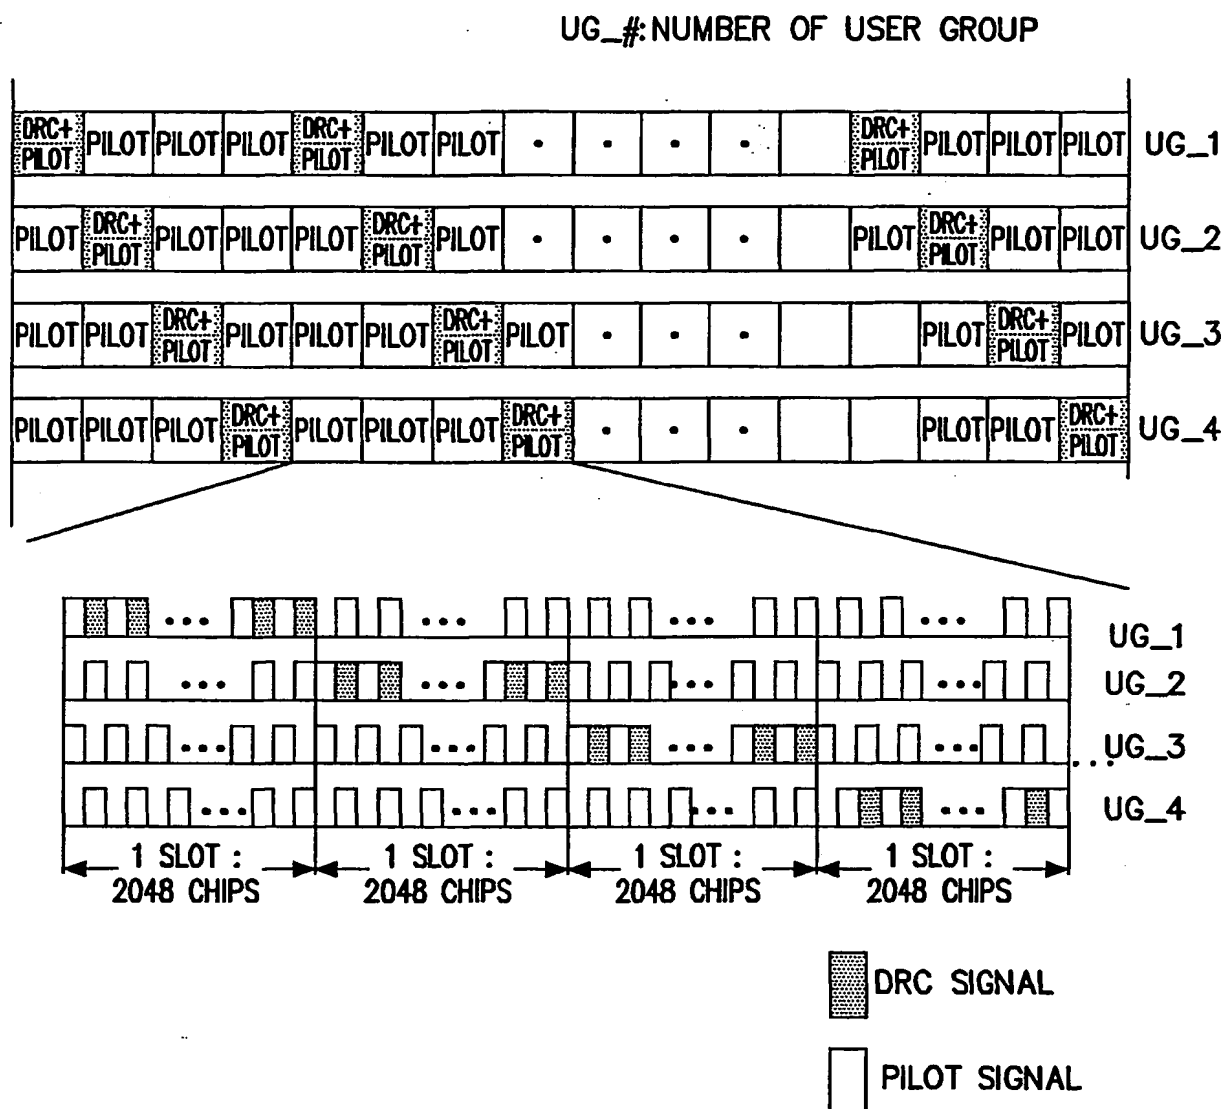 UG_#:NUMBER OF USER GROUP
DRC+ PILOT PILOT PILOT PILOT DRC+ PILOT PILOT PILOT • • • • DRC+ PILOT PILOT PILOT PILOT UG_1
PILOT DRC+ PILOT PILOT PILOT PILOT DRC+ PILOT PILOT • • • • PILOT DRC+ PILOT PILOT PILOT UG_2
PILOT PILOT DRC+ PILOT PILOT PILOT PILOT DRC+ PILOT PILOT • • • PILOT DRC+ PILOT PILOT UG_3
PILOT PILOT PILOT DRC+ PILOT PILOT PILOT PILOT DRC+ PILOT • • • PILOT PILOT DRC+ PILOT UG_4
••• ••• ••• ••• UG_1
••• ••• ••• ••• UG_2
••• ••• ••• ••• ... UG_3
••• ••• ••• ••• UG_4
1 SLOT : 1 SLOT : 1 SLOT : 1 SLOT :
2048 CHIPS 2048 CHIPS 2048 CHIPS 2048 CHIPS
DRC SIGNAL
PILOT SIGNAL